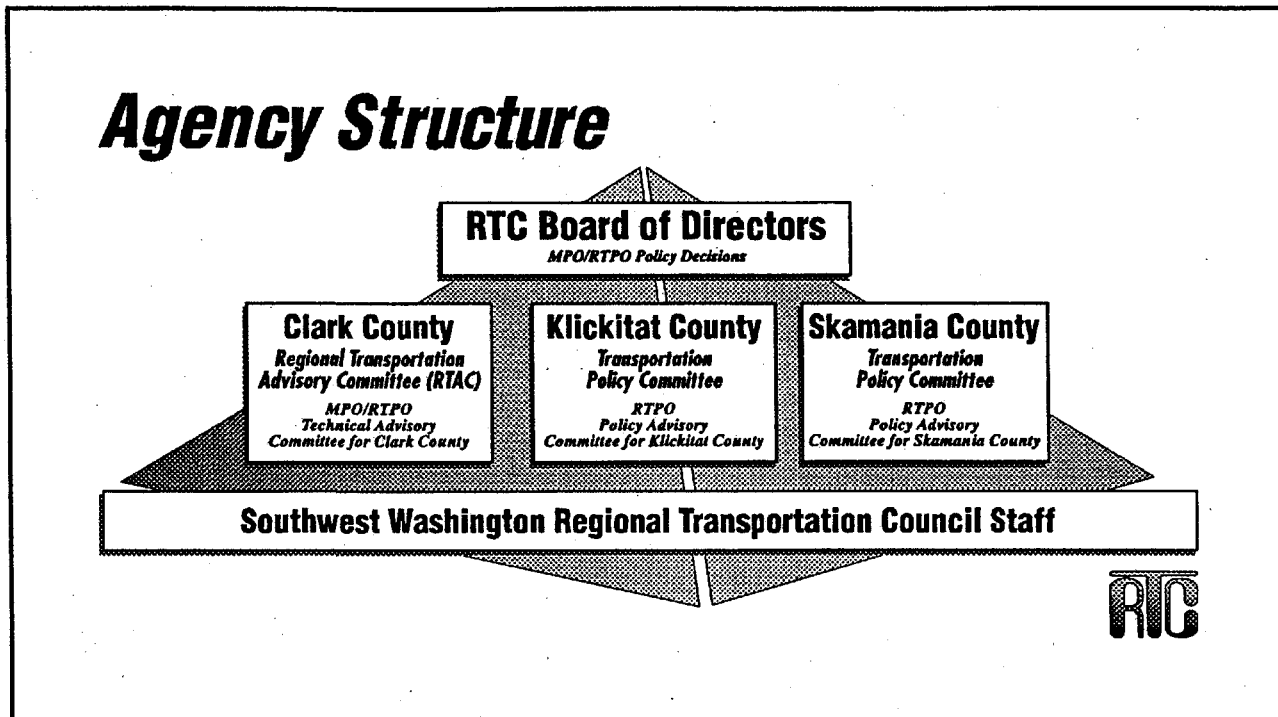 Agency Structure
RTC Board of Directors
MPO/RTPO Policy Decisions
Clark County
Regional Transportation
Advisory Committee (RTAC)
MPO/RTPO
Technical Advisory
Committee for Clark County
Klickitat County
Transportation
Policy Committee
RTPO
Policy Advisory
Committee for Klickitat County
Skamania County
Transportation
Policy Committee
RTPO
Policy Advisory
Committee for Skamania County
Southwest Washington Regional Transportation Council Staff
RTC